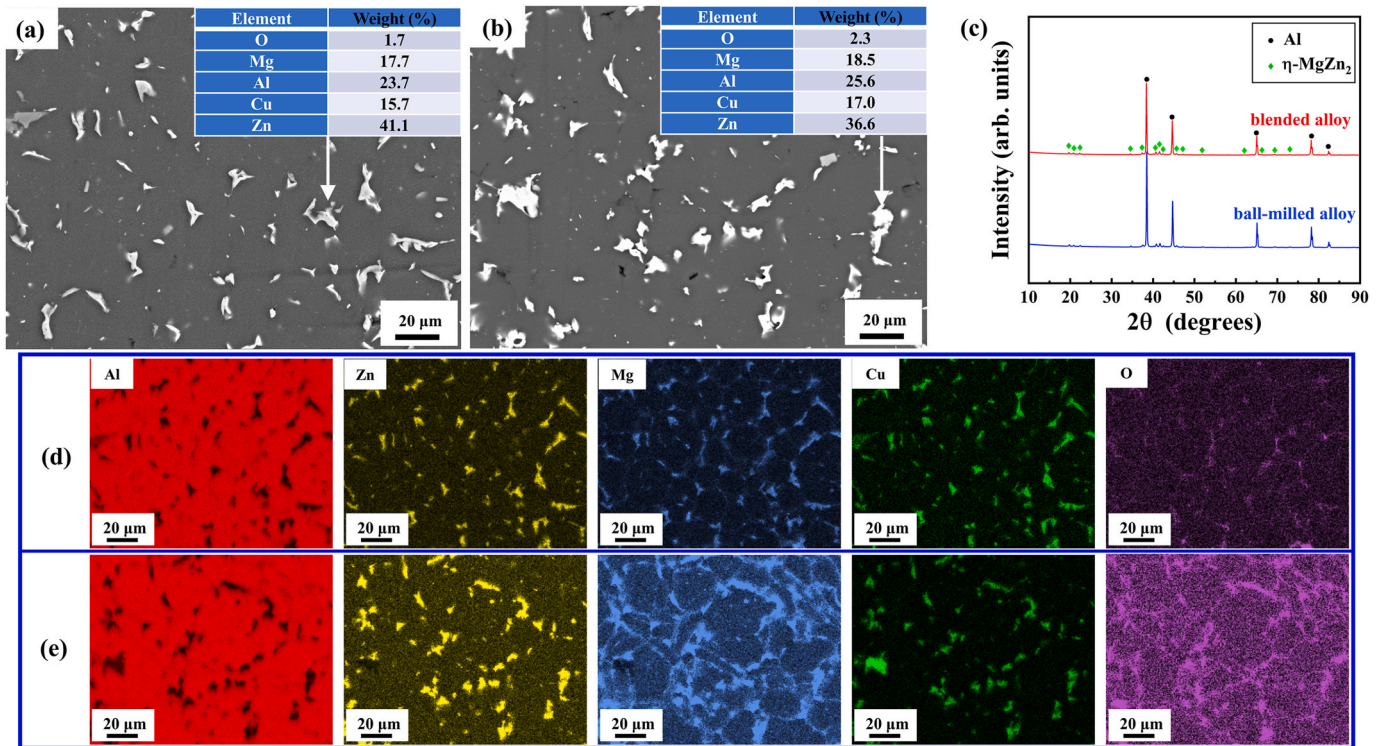 (a)
Element Weight (%)
O 1.7
Mg 17.7
Al 23.7
Cu 15.7
Zn 41.1
20 μm
(b)
Element Weight (%)
O 2.3
Mg 18.5
Al 25.6
Cu 17.0
Zn 36.6
20 μm
(c)
Al
η-MgZn₂
blended alloy
ball-milled alloy
Intensity (arb. units)
10 20 30 40 50 60 70 80 90
2θ (degrees)
(d)
Al Zn Mg Cu O
20 μm 20 μm 20 μm 20 μm 20 μm
(e)
20 μm 20 μm 20 μm 20 μm 20 μm